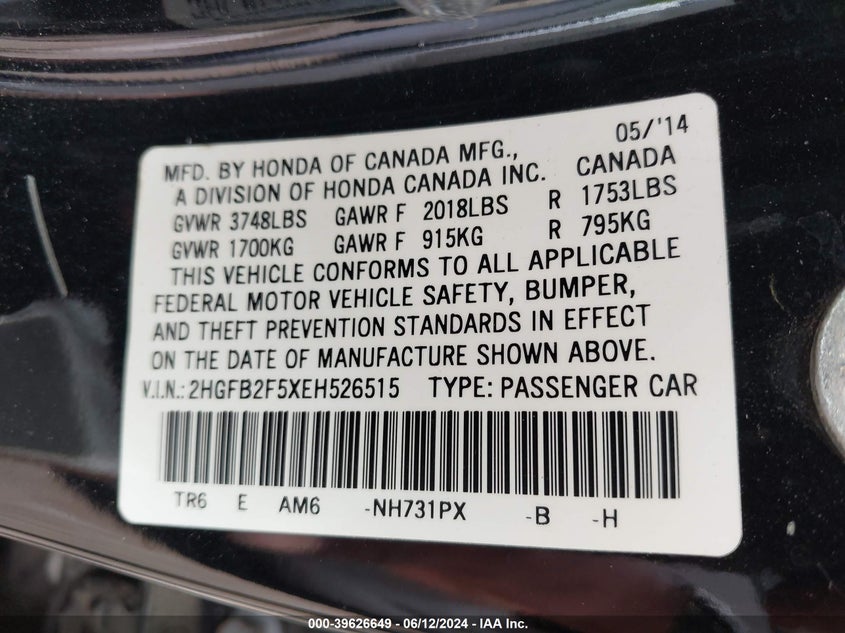 05/'14
MFD. BY HONDA OF CANADA MFG.,
A DIVISION OF HONDA CANADA INC. CANADA
GVWR 3748LBS GAWR F 2018LBS R 1753LBS
GVWR 1700KG GAWR F 915KG R 795KG
THIS VEHICLE CONFORMS TO ALL APPLICABLE
FEDERAL MOTOR VEHICLE SAFETY, BUMPER,
AND THEFT PREVENTION STANDARDS IN EFFECT
ON THE DATE OF MANUFACTURE SHOWN ABOVE.
V.I.N.: 2HGFB2F5XEH526515 TYPE: PASSENGER CAR
TR6 E AM6 -NH731PX -B -H
000-39626649 - 06/12/2024 - IAA Inc.